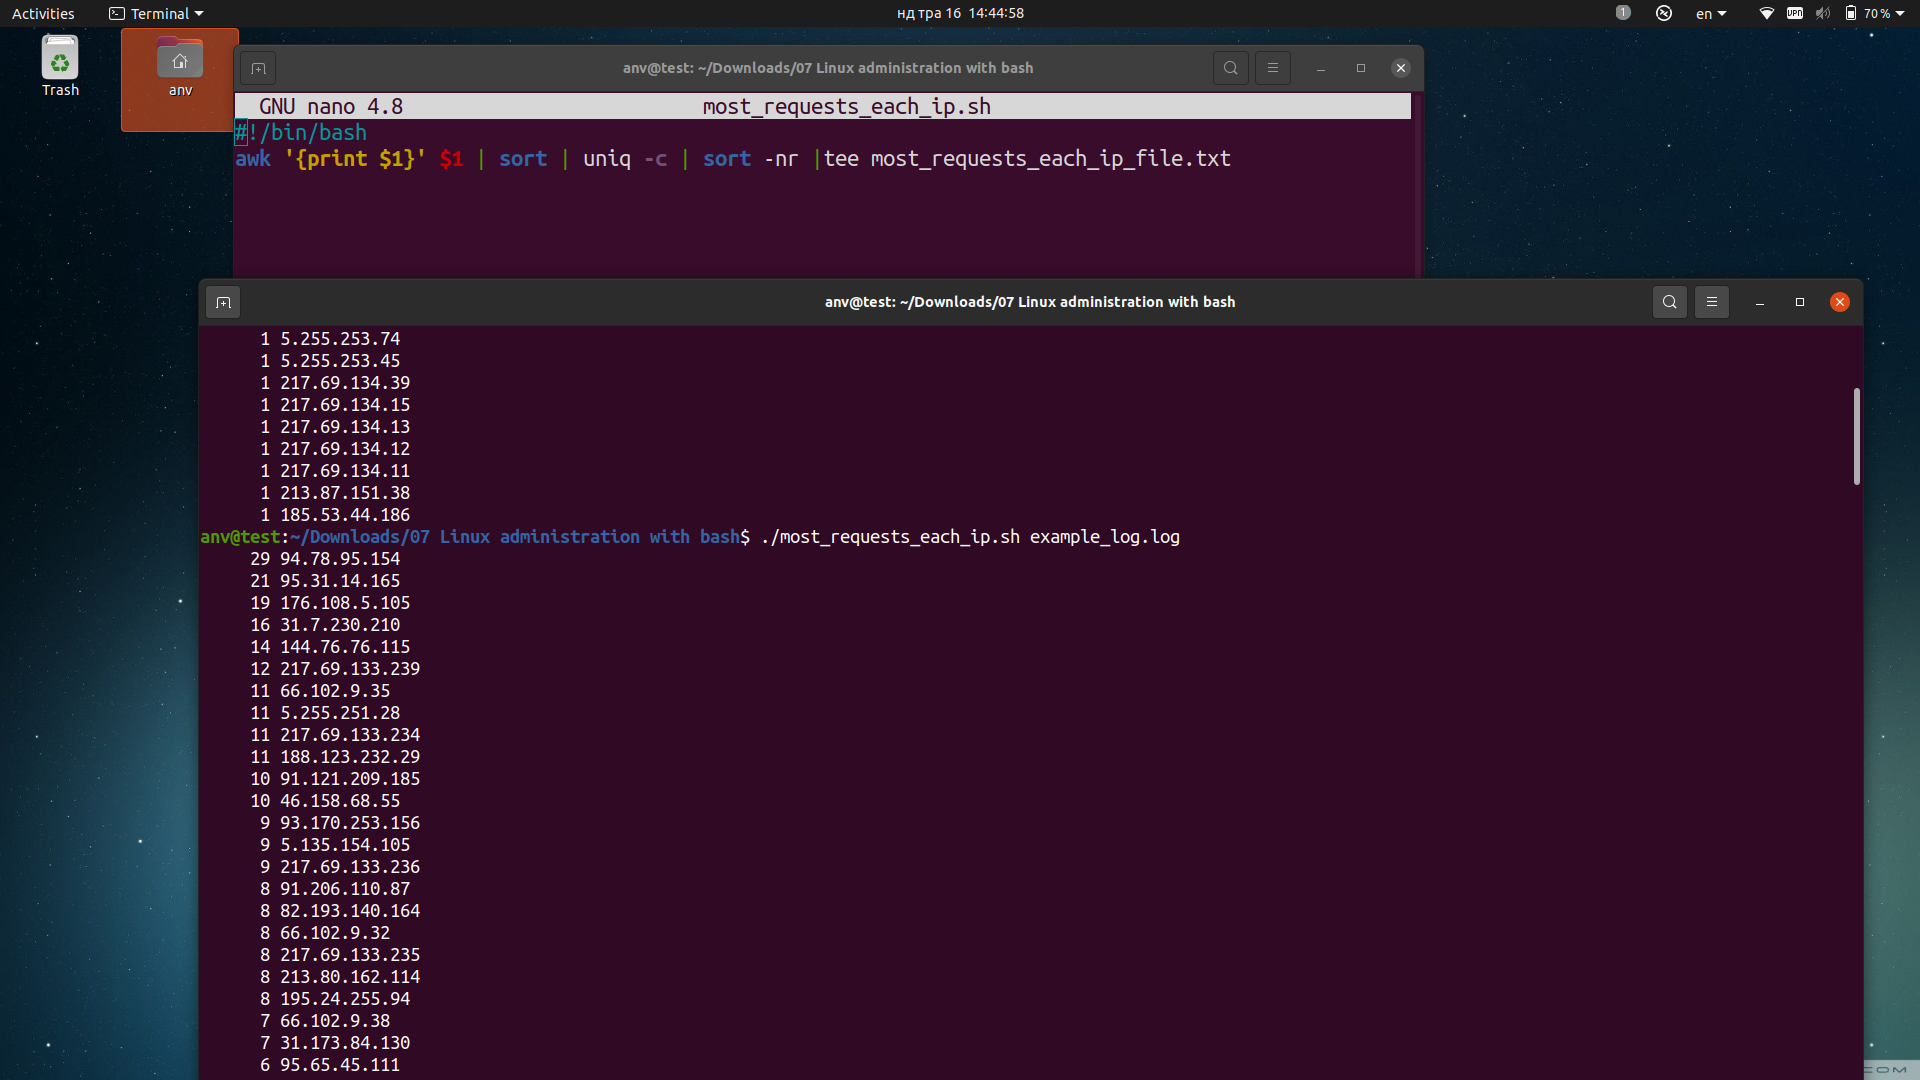 Activities
Terminal
нд тра 16 14:44:58
1
en
VPN
70 %
Trash
anv
anv@test: ~/Downloads/07 Linux administration with bash
GNU nano 4.8 most_requests_each_ip.sh
#!/bin/bash
awk '{print $1}' $1 | sort | uniq -c | sort -nr |tee most_requests_each_ip_file.txt
anv@test: ~/Downloads/07 Linux administration with bash
1 5.255.253.74
1 5.255.253.45
1 217.69.134.39
1 217.69.134.15
1 217.69.134.13
1 217.69.134.12
1 217.69.134.11
1 213.87.151.38
1 185.53.44.186
anv@test:~/Downloads/07 Linux administration with bash$ ./most_requests_each_ip.sh example_log.log
29 94.78.95.154
21 95.31.14.165
19 176.108.5.105
16 31.7.230.210
14 144.76.76.115
12 217.69.133.239
11 66.102.9.35
11 5.255.251.28
11 217.69.133.234
11 188.123.232.29
10 91.121.209.185
10 46.158.68.55
9 93.170.253.156
9 5.135.154.105
9 217.69.133.236
8 91.206.110.87
8 82.193.140.164
8 66.102.9.32
8 217.69.133.235
8 213.80.162.114
8 195.24.255.94
7 66.102.9.38
7 31.173.84.130
6 95.65.45.111